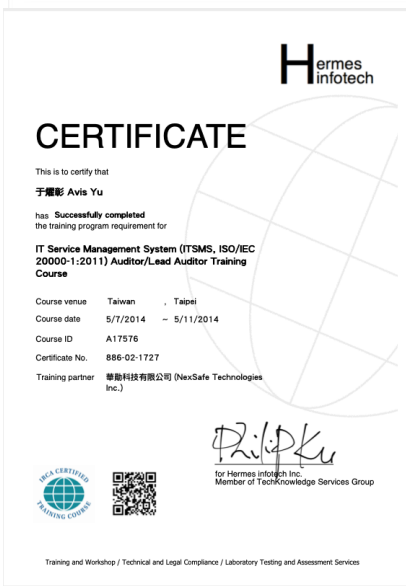 Hermes
infotech
CERTIFICATE
This is to certify that
于燿彰 Avis Yu
has Successfully completed
the training program requirement for
IT Service Management System (ITSMS, ISO/IEC
20000-1:2011) Auditor/Lead Auditor Training
Course
Course venue Taiwan , Taipei
Course date 5/7/2014 – 5/11/2014
Course ID A17576
Certificate No. 886-02-1727
Training partner 華勛科技有限公司 (NexSafe Technologies
Inc.)
PhilipKu
for Hermes infotech Inc.
Member of TechKnowledge Services Group
IRCA CERTIFIED
TRAINING COURSE
Training and Workshop / Technical and Legal Compliance / Laboratory Testing and Assessment Services